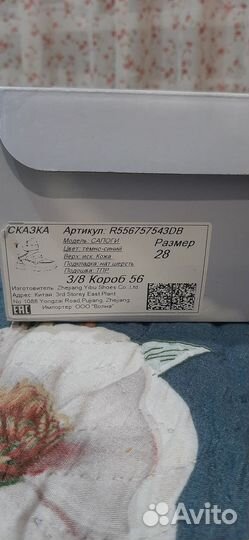 СКАЗКА
Артикул: R556757543DB
Модель: САПОГИ
Цвет: темно-синий
Верх: иск. Кожа
Подкладка: нат.шерсть
Подошва: ТПР
Размер
28
3/8 Короб 56
Изготовитель: Zhejiang Yibu Shoes Co.,Ltd
Адрес: Китай 3rd Storey East Plant
No.1088 Yongzai Road Pujiang, Zhejiang
Импортер: ООО "Волна"
EAC
Avito